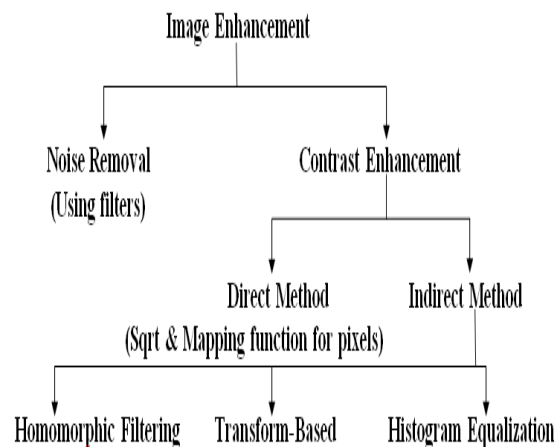 Image Enhancement
Noise Removal
(Using filters)
Contrast Enhancement
Direct Method
(Sqrt & Mapping function for pixels)
Indirect Method
Homomorphic Filtering
Transform-Based
Histogram Equalization